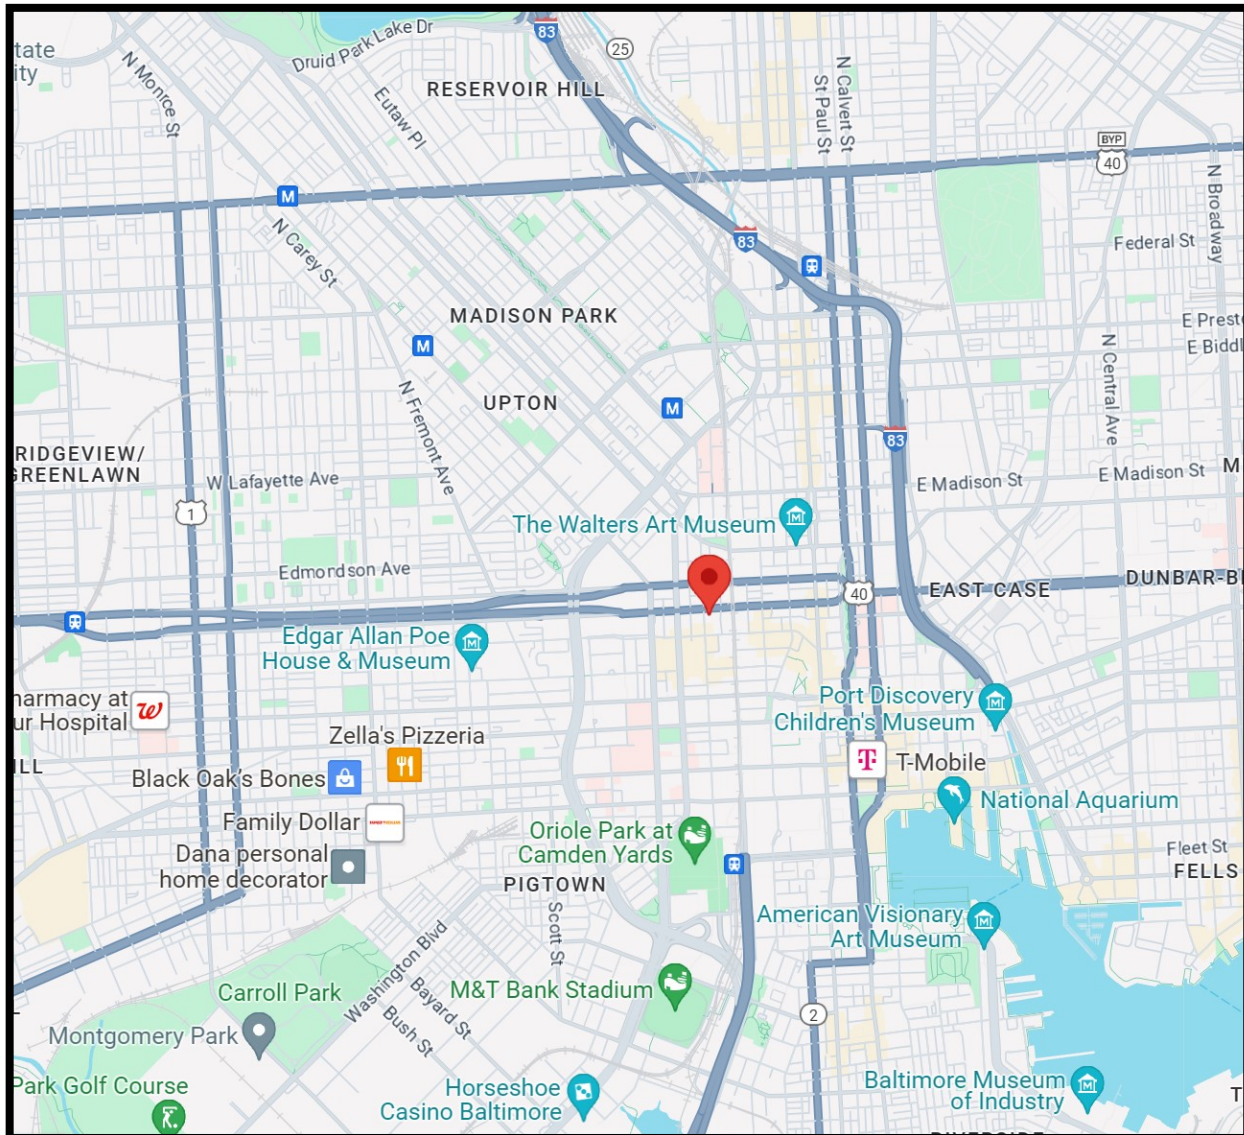 83
tate
ity
Druid Park Lake Dr
25
N Monroe St
RESERVOIR HILL
Eutaw Pl
St Paul St
N Calvert St
BYP
40
M
N Broadway
N Carey St
83
Federal St
MADISON PARK
E Prest
E Biddl
M
N Central Ave
N Fremont Ave
UPTON
M
83
RIDGEVIEW/
GREENLAWN
W Lafayette Ave
E Madison St
E Madison St
M
1
The Walters Art Museum
Edmondson Ave
40
EAST CASE
DUNBAR-B
Edgar Allan Poe
House & Museum
harmacy at
ur Hospital
Port Discovery
Children's Museum
Zella's Pizzeria
ILL
Black Oak's Bones
T
T-Mobile
National Aquarium
Family Dollar
Oriole Park at
Camden Yards
Dana personal
home decorator
Fleet St
FELLS
PIGTOWN
Scott St
American Visionary
Art Museum
Washington Blvd
Bayard St
Bush St
Carroll Park
M&T Bank Stadium
2
Montgomery Park
Park Golf Course
Horseshoe
Casino Baltimore
Baltimore Museum
of Industry
T
RIVERSIDE